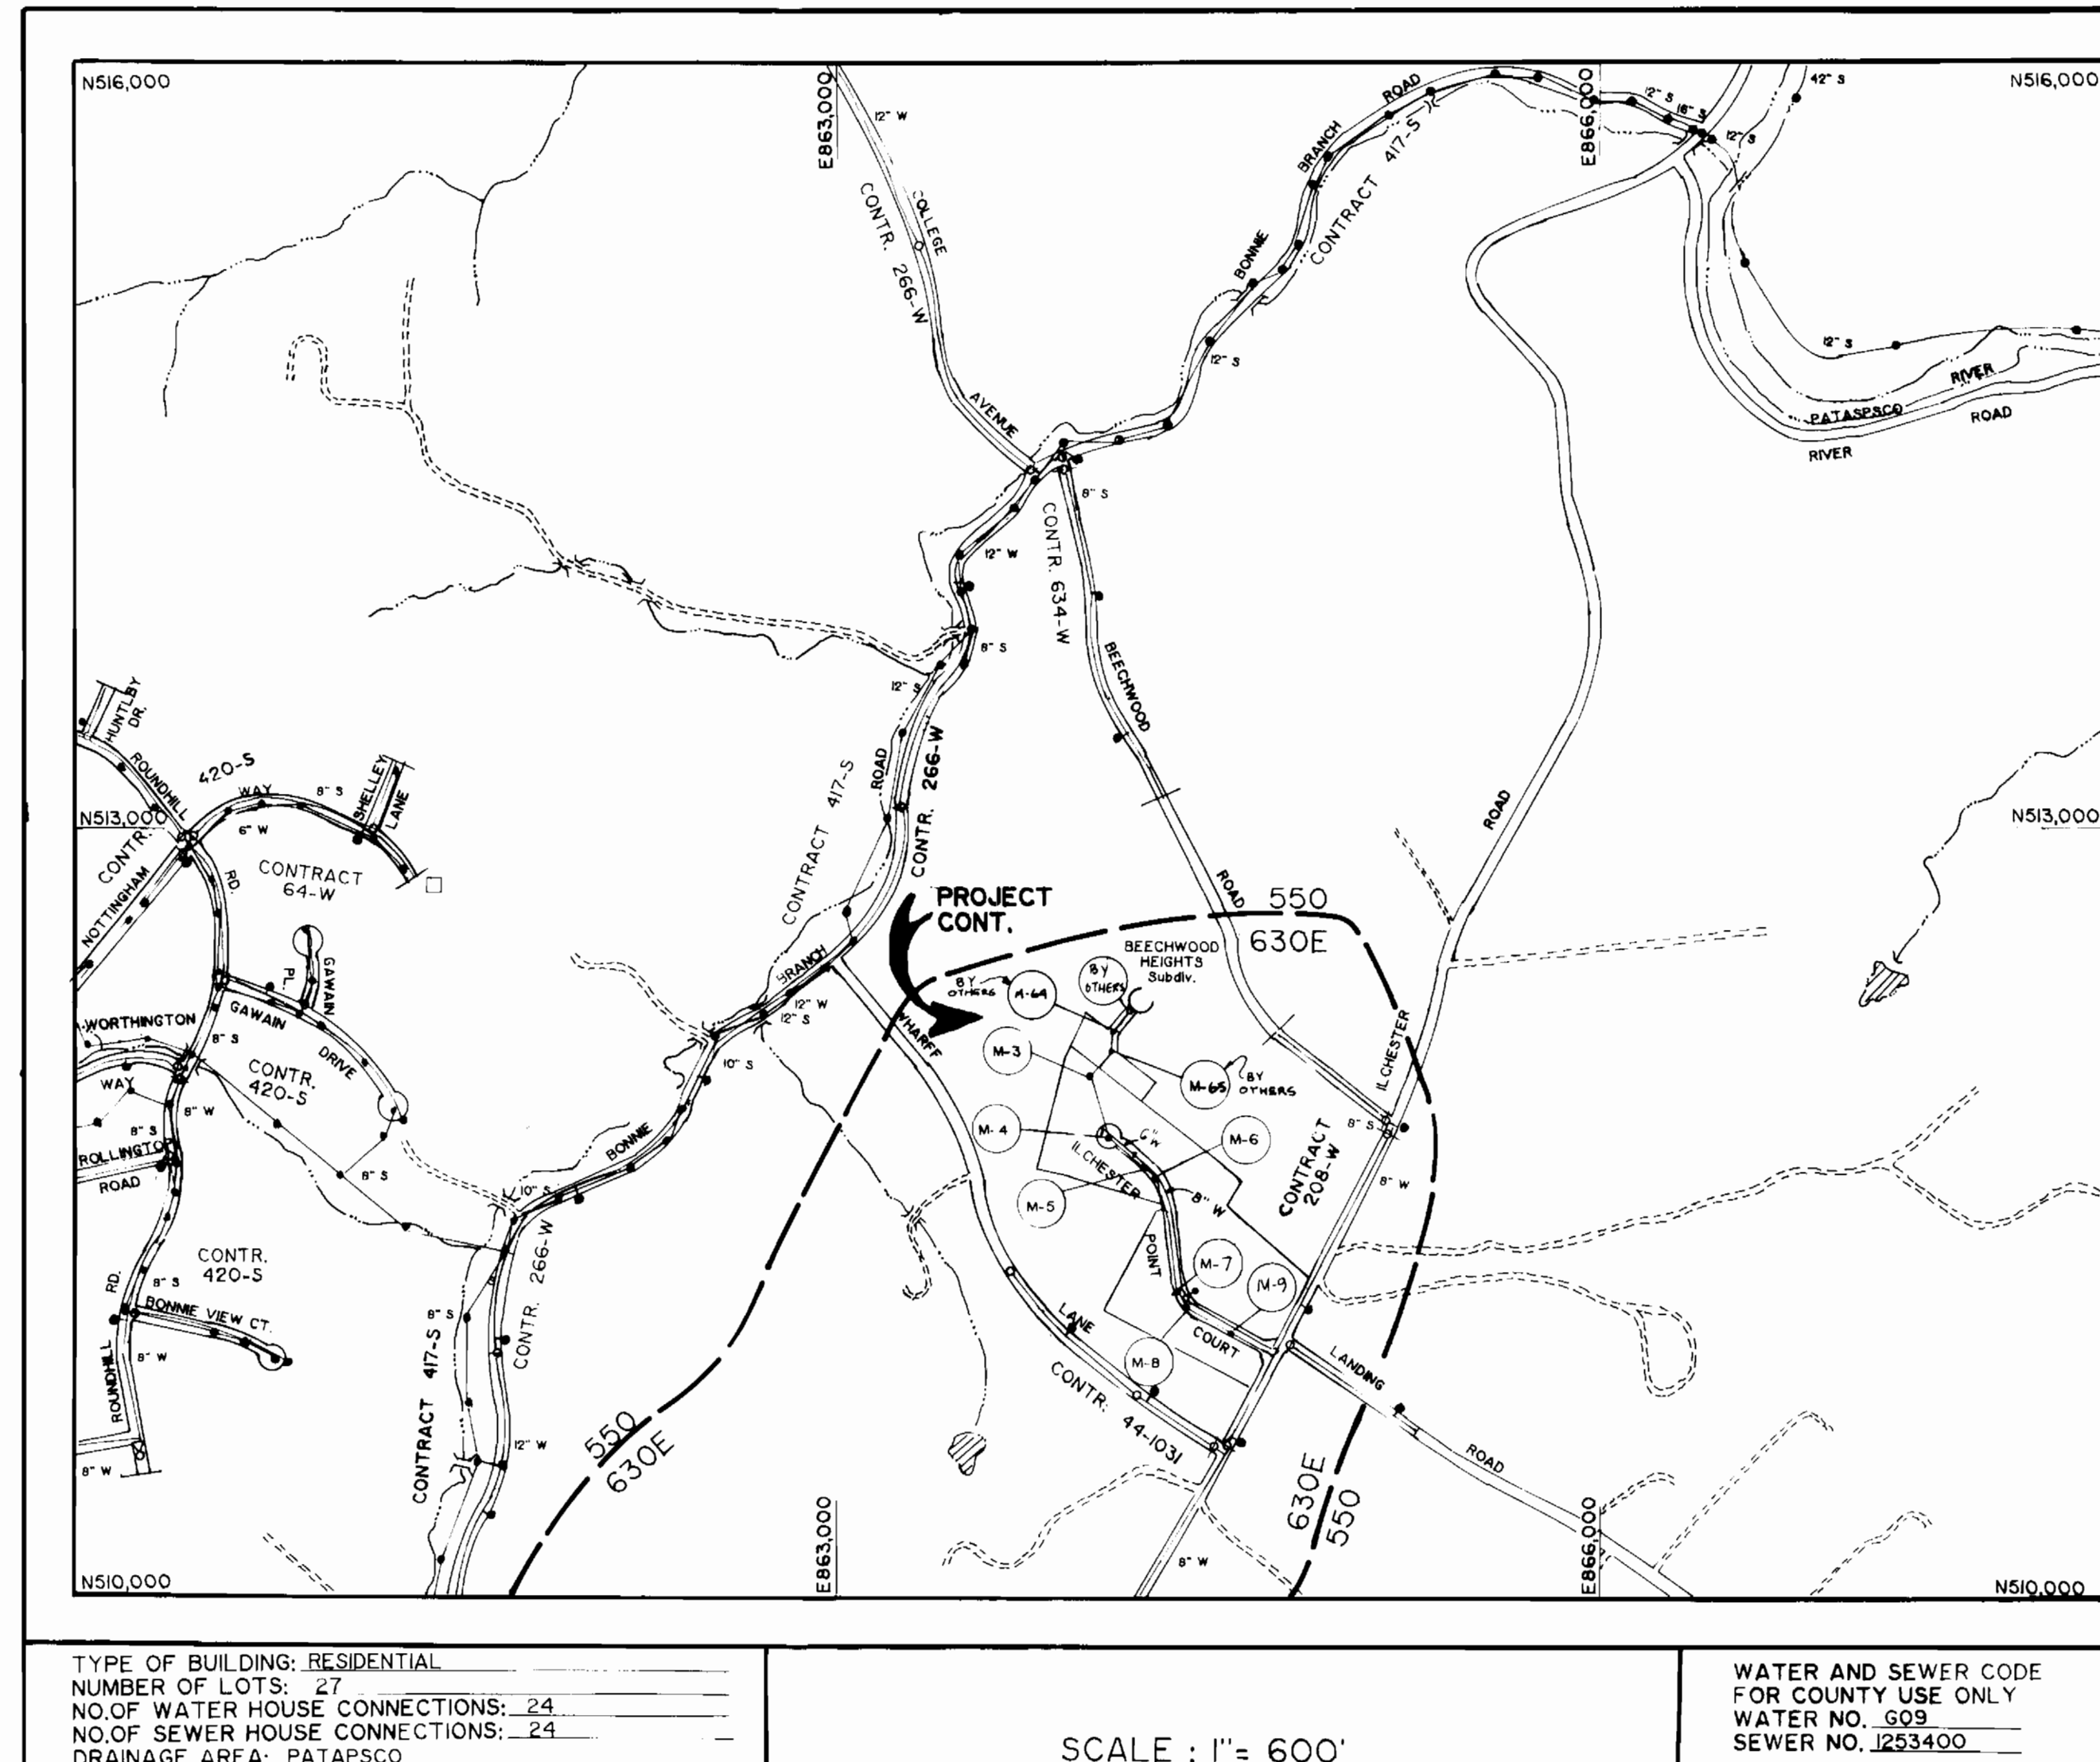 N516,000
E863,000
12" W
COLLEGE
CONTR. 266-W
AVENUE
BONNIE
BRANCH
ROAD
CONTRACT 417-S
12" S
E866,000
12" S
16" S
12" S
42" S
N516,000
12" S
PATASPSCO
RIVER
RIVER
ROAD
8" S
CONTR. 634-W
12" W
8" S
12" S
BEECHWOOD
ROAD
HUNTLEY
DR.
ROUNDHILL
420-S
WAY
8" S
SHELLEY
LANE
N513,000
CONTR.
6" W
NOTTINGHAM
RD.
CONTRACT
64-W
CONTRACT 417-S
ROAD
CONTR. 266-W
ROAD
N513,000
PROJECT
CONT.
550
630E
BEECHWOOD
HEIGHTS
Subdiv.
BY
OTHERS
M-64
BY
OTHERS
GAWAIN
PL.
GAWAIN
DRIVE
WORTHINGTON
WAY
8" S
CONTR.
420-S
8" W
8" S
ROLLINGTOP
ROAD
8" S
BRANCH
12" W
12" S
10" S
WHARFF
M-3
M-65
BY
OTHERS
ILCHESTER
M-4
6" W
M-6
ILCHESTER
M-5
8" W
CONTRACT
208-W
8" S
8" W
BONNIE
10" S
CONTR. 266-W
CONTR.
420-S
RD.
8" S
BONNIE VIEW CT.
8" W
ROUNDHILL
8" W
8" S
CONTRACT 417-S
12" W
POINT
M-7
M-9
COURT
M-8
LANE
CONTR. 44-1031
LANDING
ROAD
550
630E
630E
550
8" W
N510,000
E863,000
E866,000
N510,000
TYPE OF BUILDING: RESIDENTIAL
NUMBER OF LOTS: 27
NO.OF WATER HOUSE CONNECTIONS: 24
NO.OF SEWER HOUSE CONNECTIONS: 24
DRAINAGE AREA: PATAPSCO
SCALE : 1"= 600'
WATER AND SEWER CODE
FOR COUNTY USE ONLY
WATER NO. G09
SEWER NO. 1253400